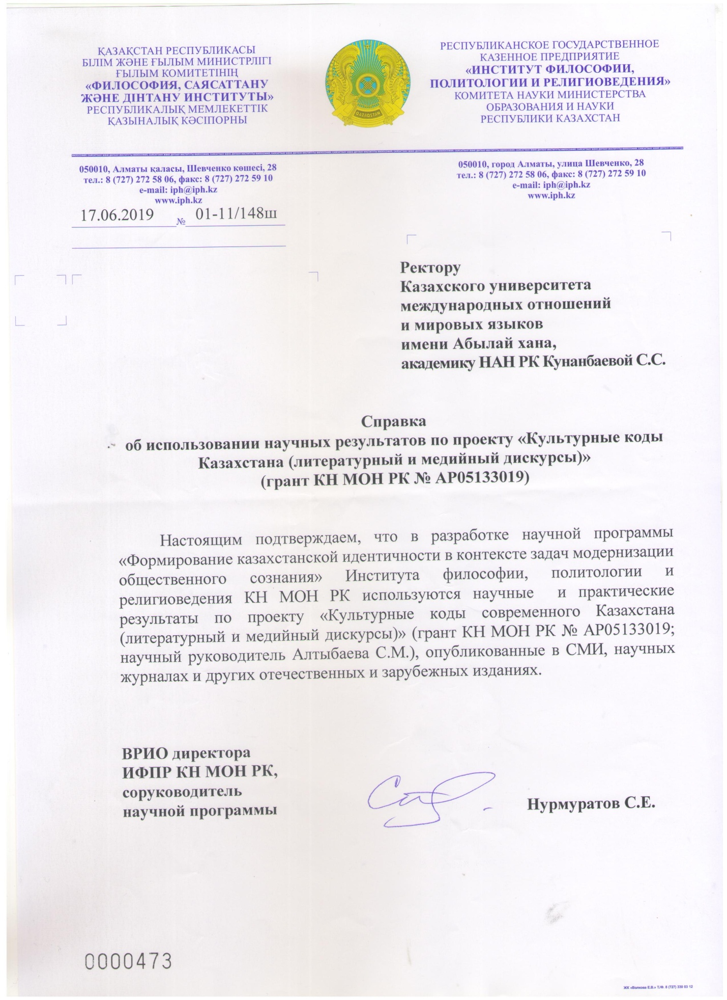 ҚАЗАҚСТАН РЕСПУБЛИКАСЫ
БІЛІМ ЖӘНЕ ҒЫЛЫМ МИНИСТРЛІГІ
ҒЫЛЫМ КОМИТЕТІНІҢ
«ФИЛОСОФИЯ, САЯСАТТАНУ
ЖӘНЕ ДІНТАНУ ИНСТИТУТЫ»
РЕСПУБЛИКАЛЫҚ МЕМЛЕКЕТТІК
ҚАЗЫНАЛЫҚ КӘСІПОРНЫ
QAZAQSTAN
РЕСПУБЛИКАНСКОЕ ГОСУДАРСТВЕННОЕ
КАЗЕННОЕ ПРЕДПРИЯТИЕ
«ИНСТИТУТ ФИЛОСОФИИ,
ПОЛИТОЛОГИИ И РЕЛИГИОВЕДЕНИЯ»
КОМИТЕТА НАУКИ МИНИСТЕРСТВА
ОБРАЗОВАНИЯ И НАУКИ
РЕСПУБЛИКИ КАЗАХСТАН
050010, Алматы қаласы, Шевченко көшесі, 28
тел.: 8 (727) 272 58 06, факс: 8 (727) 272 59 10
e-mail: iph@iph.kz
www.iph.kz
050010, город Алматы, улица Шевченко, 28
тел.: 8 (727) 272 58 06, факс: 8 (727) 272 59 10
e-mail: iph@iph.kz
www.iph.kz
17.06.2019 № 01-11/148ш
Ректору
Казахского университета
международных отношений
и мировых языков
имени Абылай хана,
академику НАН РК Кунанбаевой С.С.
Справка
об использовании научных результатов по проекту «Культурные коды
Казахстана (литературный и медийный дискурсы)»
(грант КН МОН РК № АР05133019)
Настоящим подтверждаем, что в разработке научной программы
«Формирование казахстанской идентичности в контексте задач модернизации
общественного сознания» Института философии, политологии и
религиоведения КН МОН РК используются научные и практические
результаты по проекту «Культурные коды современного Казахстана
(литературный и медийный дискурсы)» (грант КН МОН РК № АР05133019;
научный руководитель Алтыбаева С.М.), опубликованные в СМИ, научных
журналах и других отечественных и зарубежных изданиях.
ВРИО директора
ИФПР КН МОН РК,
соруководитель
научной программы
Нурмуратов С.Е.
0000473
ЖК «Волкова Е.В.» Т./Ф. 8 (727) 330 03 12